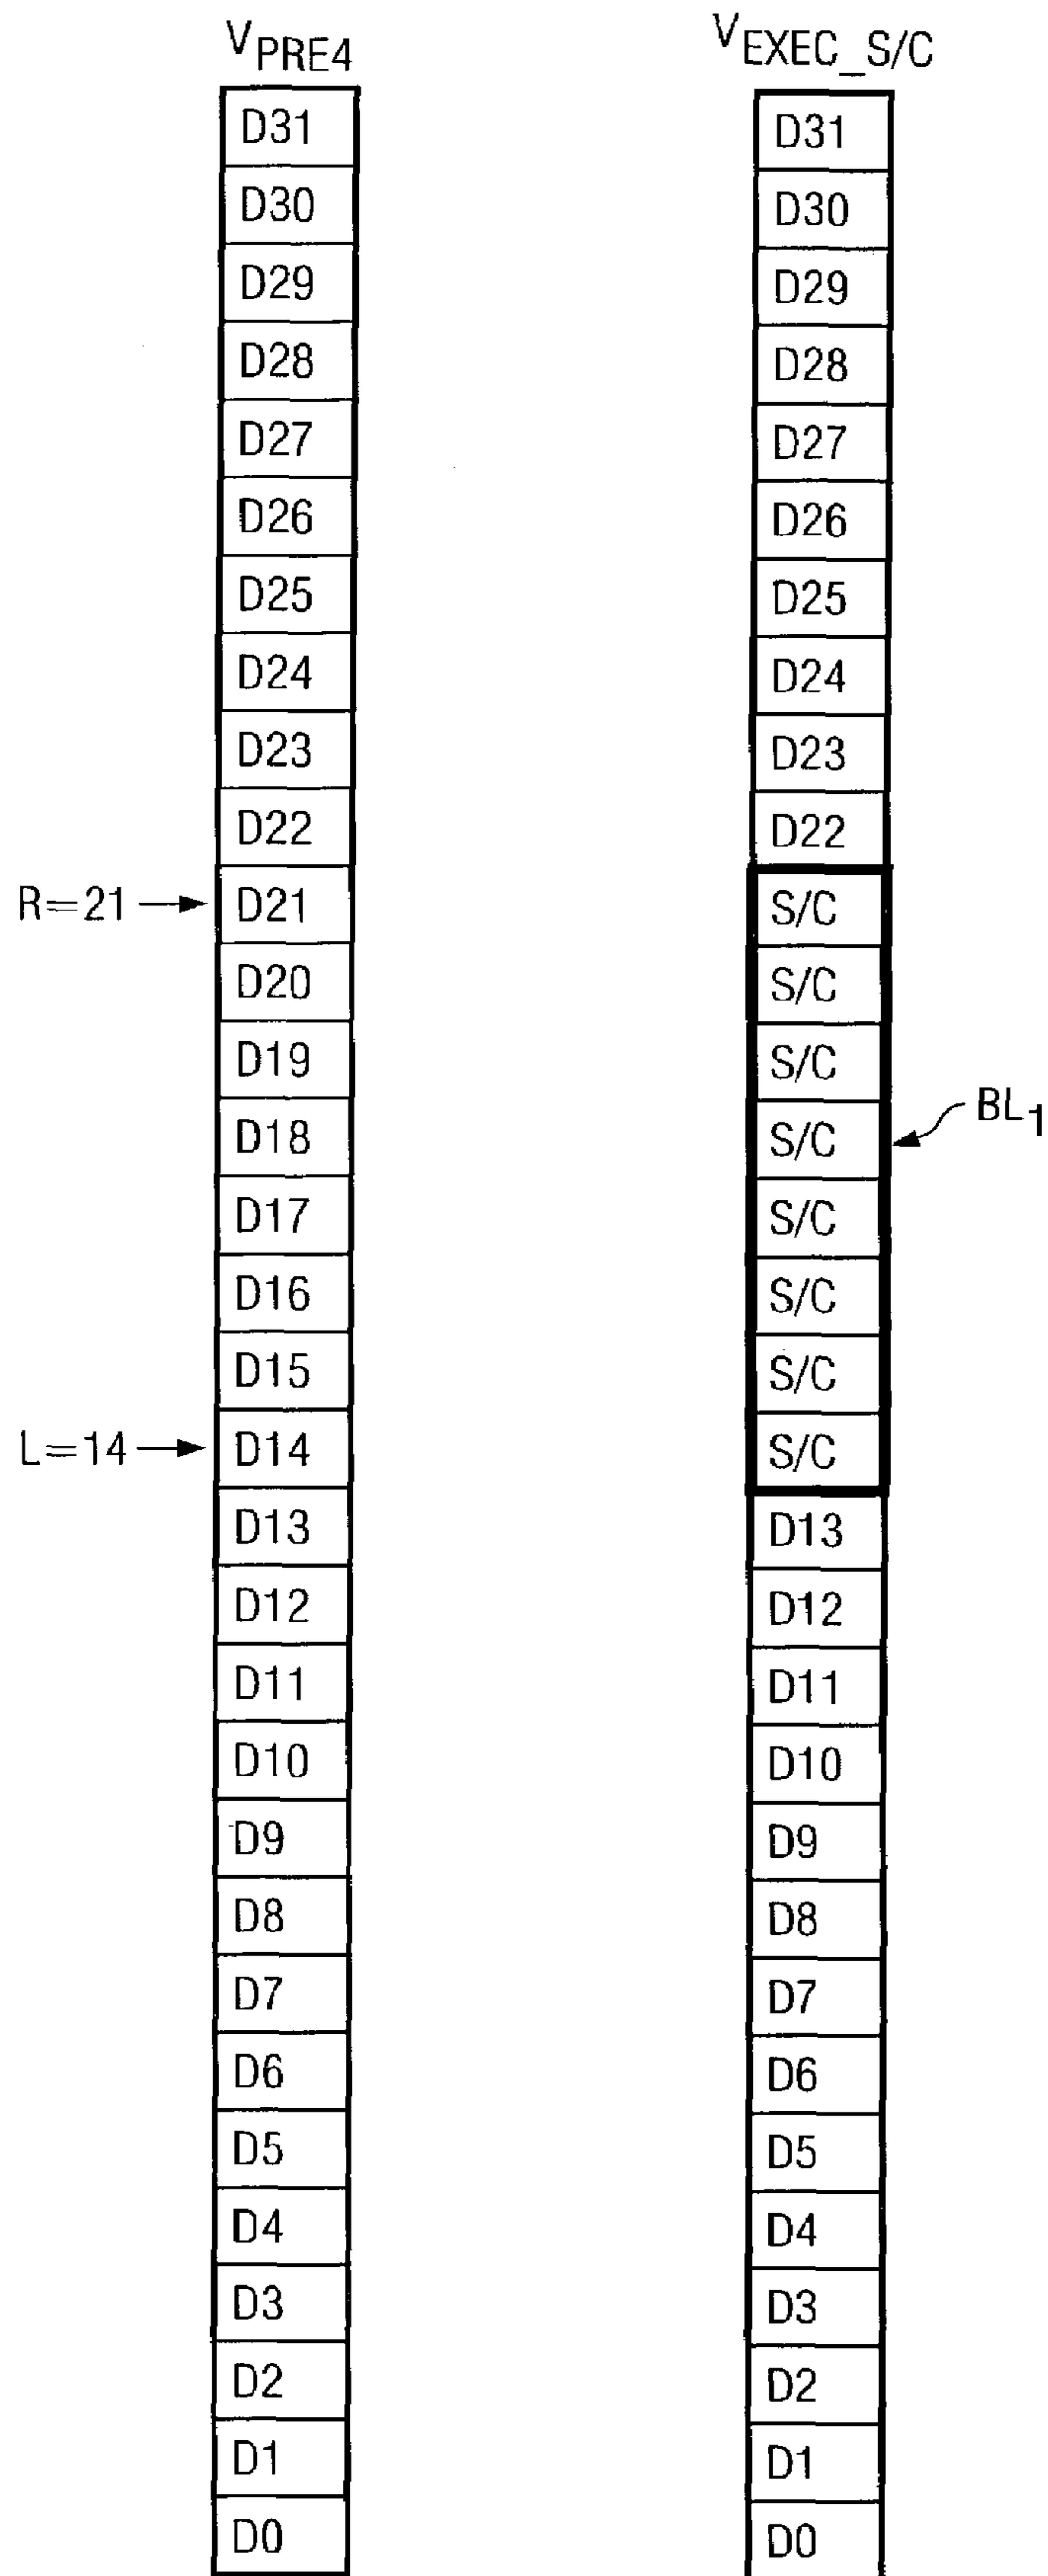 VPRE4 VEXEC_S/C
D31 D31
D30 D30
D29 D29
D28 D28
D27 D27
D26 D26
D25 D25
D24 D24
D23 D23
D22 D22
R=21 D21 S/C
D20 S/C
D19 S/C
D18 S/C BL1
D17 S/C
D16 S/C
D15 S/C
L=14 D14 S/C
D13 D13
D12 D12
D11 D11
D10 D10
D9 D9
D8 D8
D7 D7
D6 D6
D5 D5
D4 D4
D3 D3
D2 D2
D1 D1
D0 D0